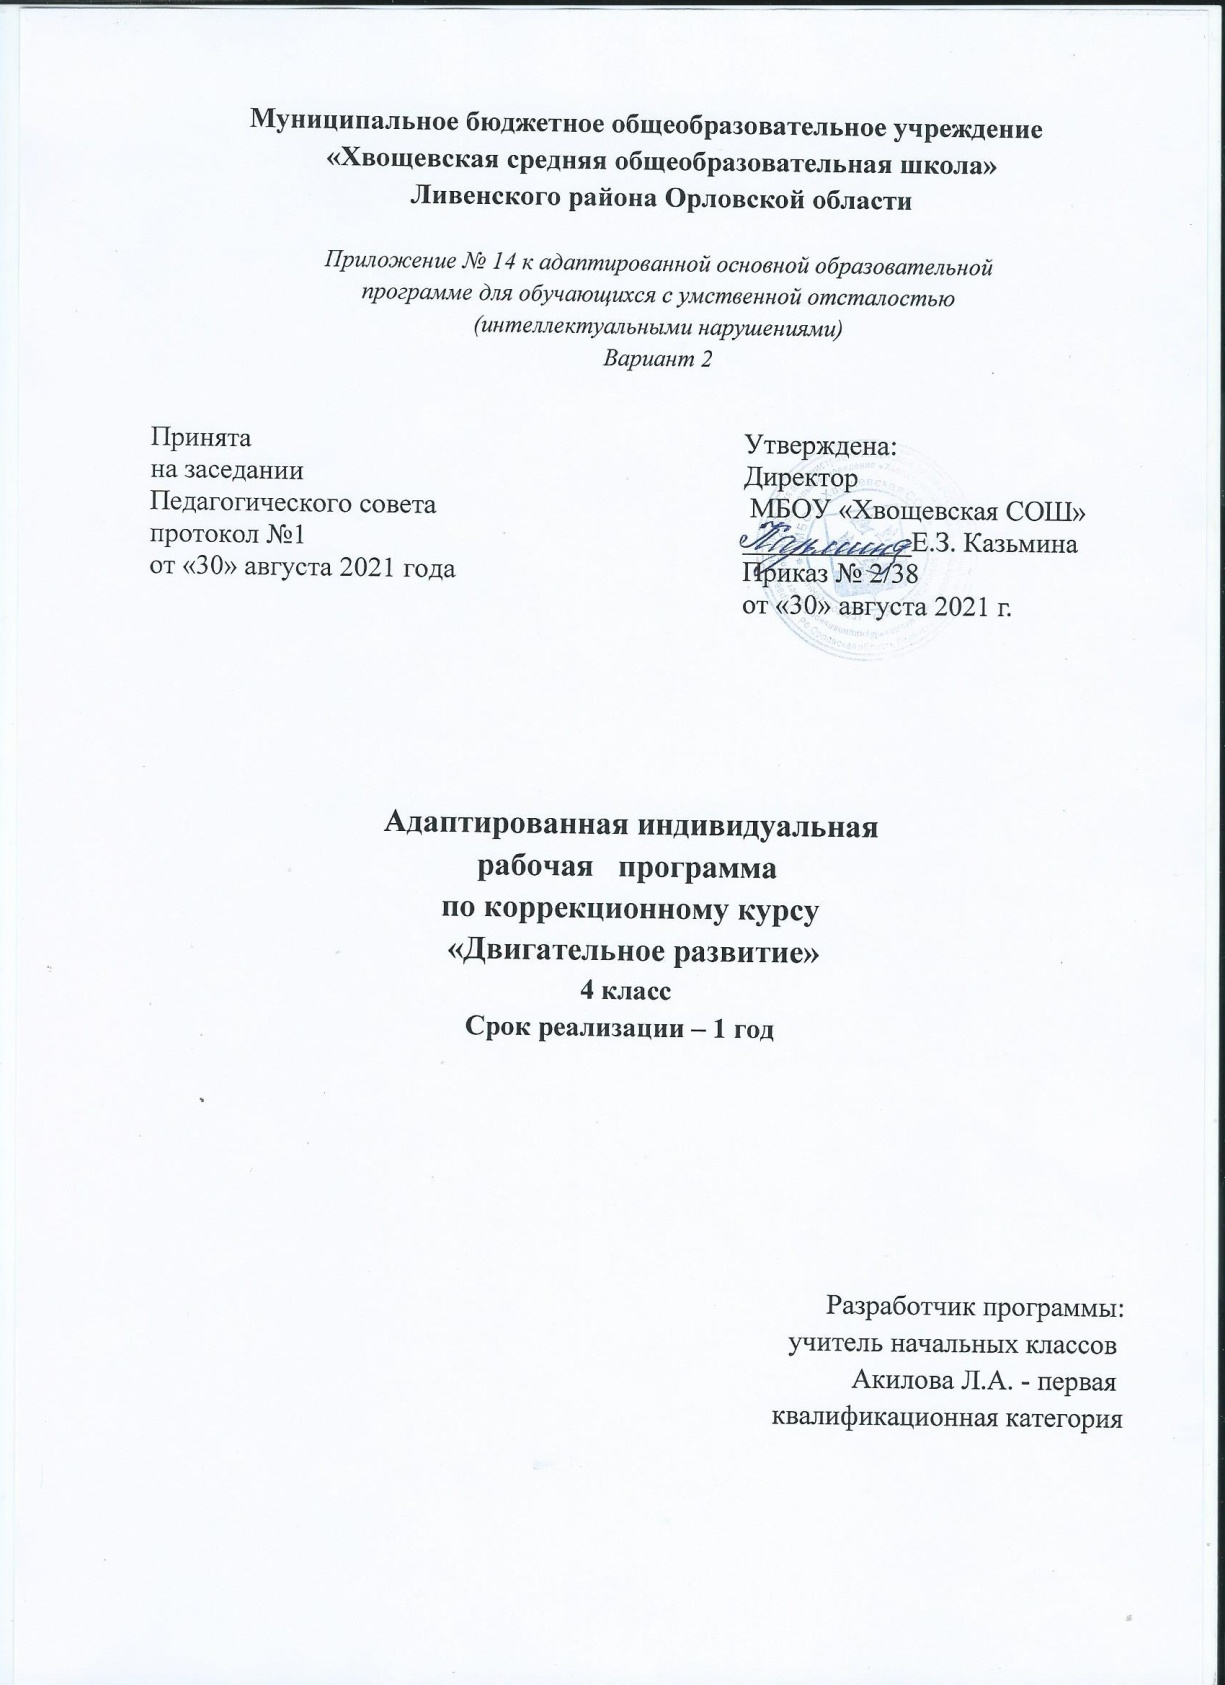 Муниципальное бюджетное общеобразовательное учреждение
«Хвощевская средняя общеобразовательная школа»
Ливенского района Орловской области
Приложение № 14 к адаптированной основной образовательной
программе для обучающихся с умственной отсталостью
(интеллектуальными нарушениями)
Вариант 2
Принята
на заседании
Педагогического совета
протокол №1
от «30» августа 2021 года
Утверждена:
Директор
МБОУ «Хвощевская СОШ»
Е.З. Казьмина
Приказ № 2/38
от «30» августа 2021 г.
Адаптированная индивидуальная
рабочая программа
по коррекционному курсу
«Двигательное развитие»
4 класс
Срок реализации – 1 год
Разработчик программы:
учитель начальных классов
Акилова Л.А. - первая
квалификационная категория